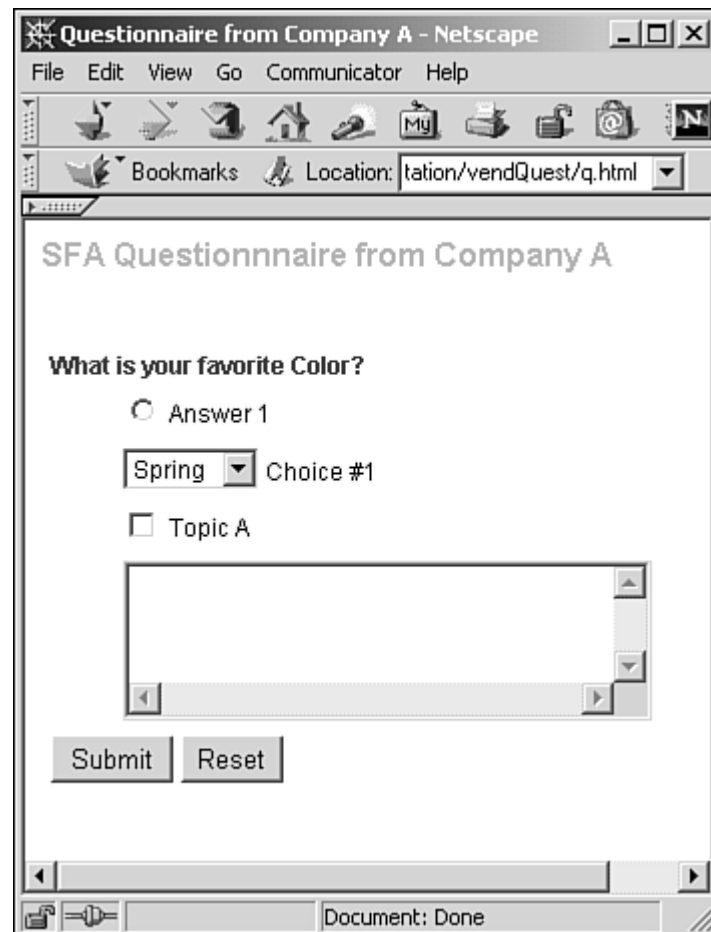 Questionnaire from Company A - Netscape
File Edit View Go Communicator Help
My N
Bookmarks Location: tation/vendQuest/q.html
SFA Questionnnaire from Company A
What is your favorite Color?
Answer 1
Spring Choice #1
Topic A
Submit Reset
Document: Done